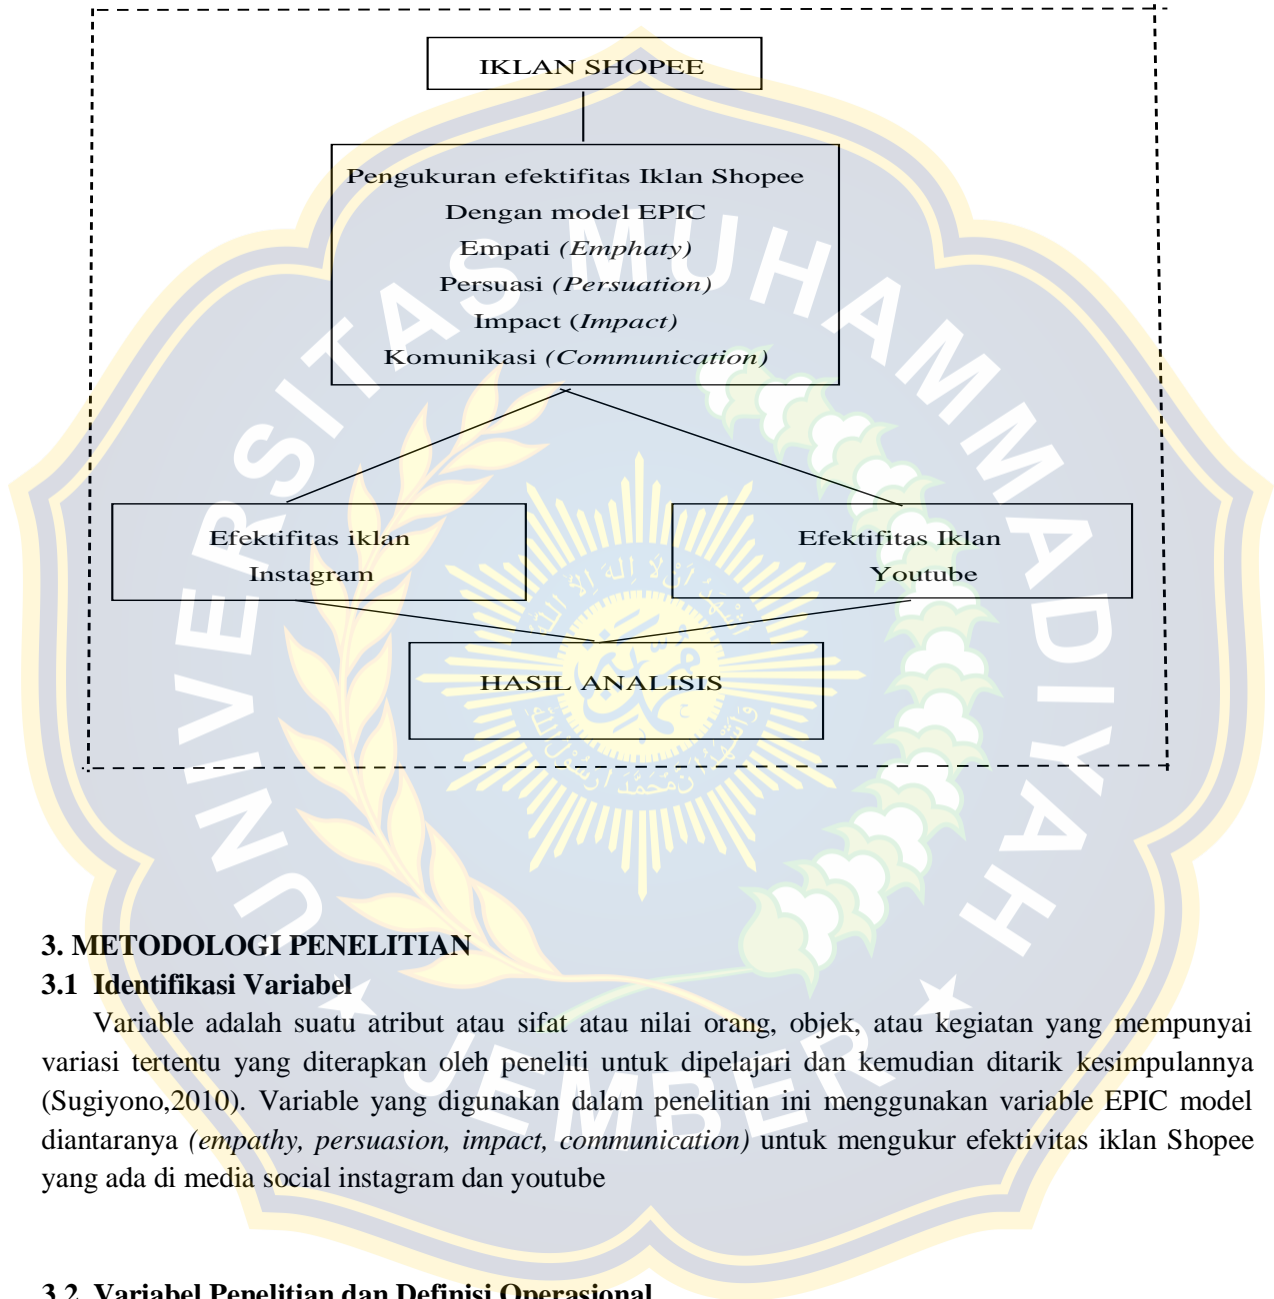 IKLAN SHOPEE
Pengukuran efektifitas Iklan Shopee
Dengan model EPIC
Empati (Emphaty)
Persuasi (Persuation)
Impact (Impact)
Komunikasi (Communication)
Efektifitas iklan
Instagram
Efektifitas Iklan
Youtube
HASIL ANALISIS
UNIVERSITAS MUHAMMADIYAH
JEMBER
3. METODOLOGI PENELITIAN
3.1 Identifikasi Variabel
Variable adalah suatu atribut atau sifat atau nilai orang, objek, atau kegiatan yang mempunyai
variasi tertentu yang diterapkan oleh peneliti untuk dipelajari dan kemudian ditarik kesimpulannya
(Sugiyono,2010). Variable yang digunakan dalam penelitian ini menggunakan variable EPIC model
diantaranya (empathy, persuasion, impact, communication) untuk mengukur efektivitas iklan Shopee
yang ada di media social instagram dan youtube
3.2 Variabel Penelitian dan Definisi Operasional